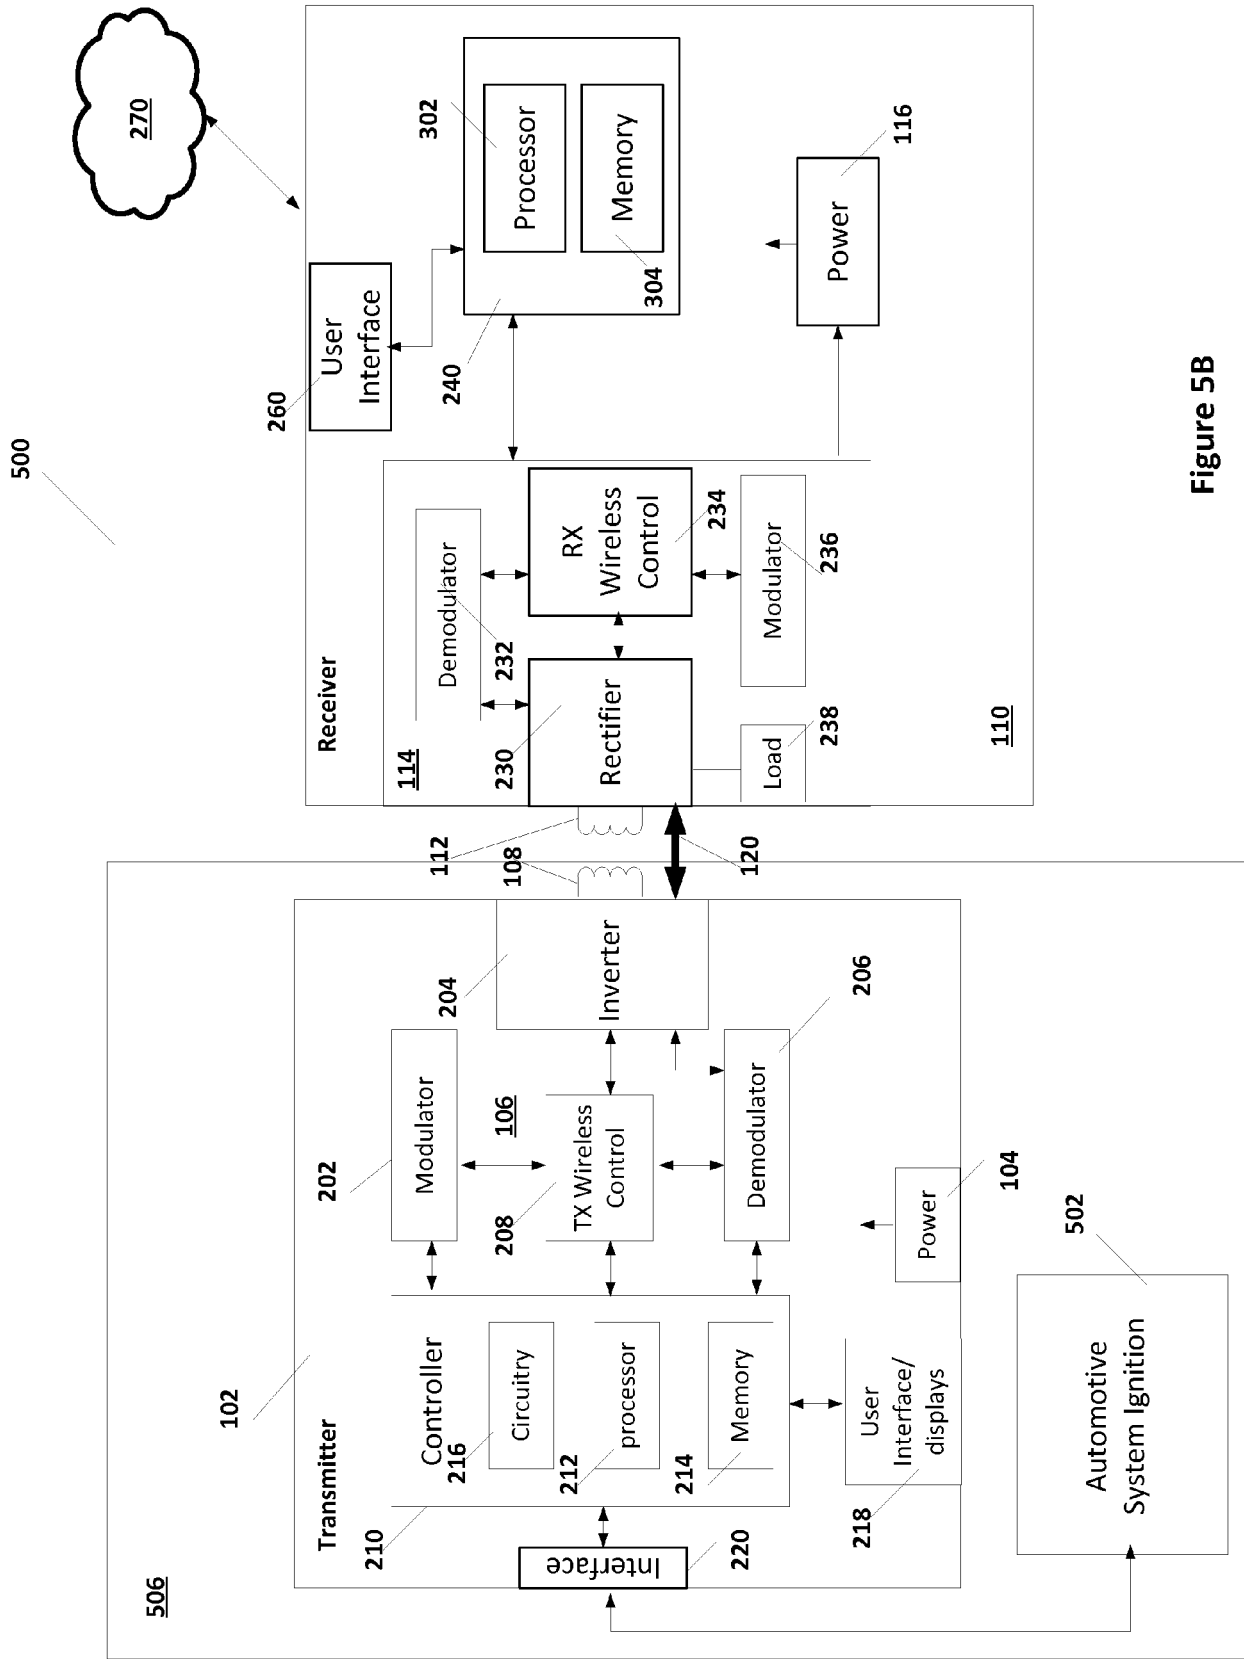 500
270
506
Transmitter
102
210
Controller
216
Circuitry
212
processor
214
Memory
Interface
220
218
User
Interface/
displays
202
Modulator
106
208
TX Wireless
Control
Demodulator
206
204
Inverter
Power
104
502
Automotive
System Ignition
108
112
120
Receiver
114
Demodulator
232
230
Rectifier
RX
Wireless
Control
234
Modulator
236
Load
238
110
260
User
Interface
240
302
Processor
Memory
304
Power
116
Figure 5B